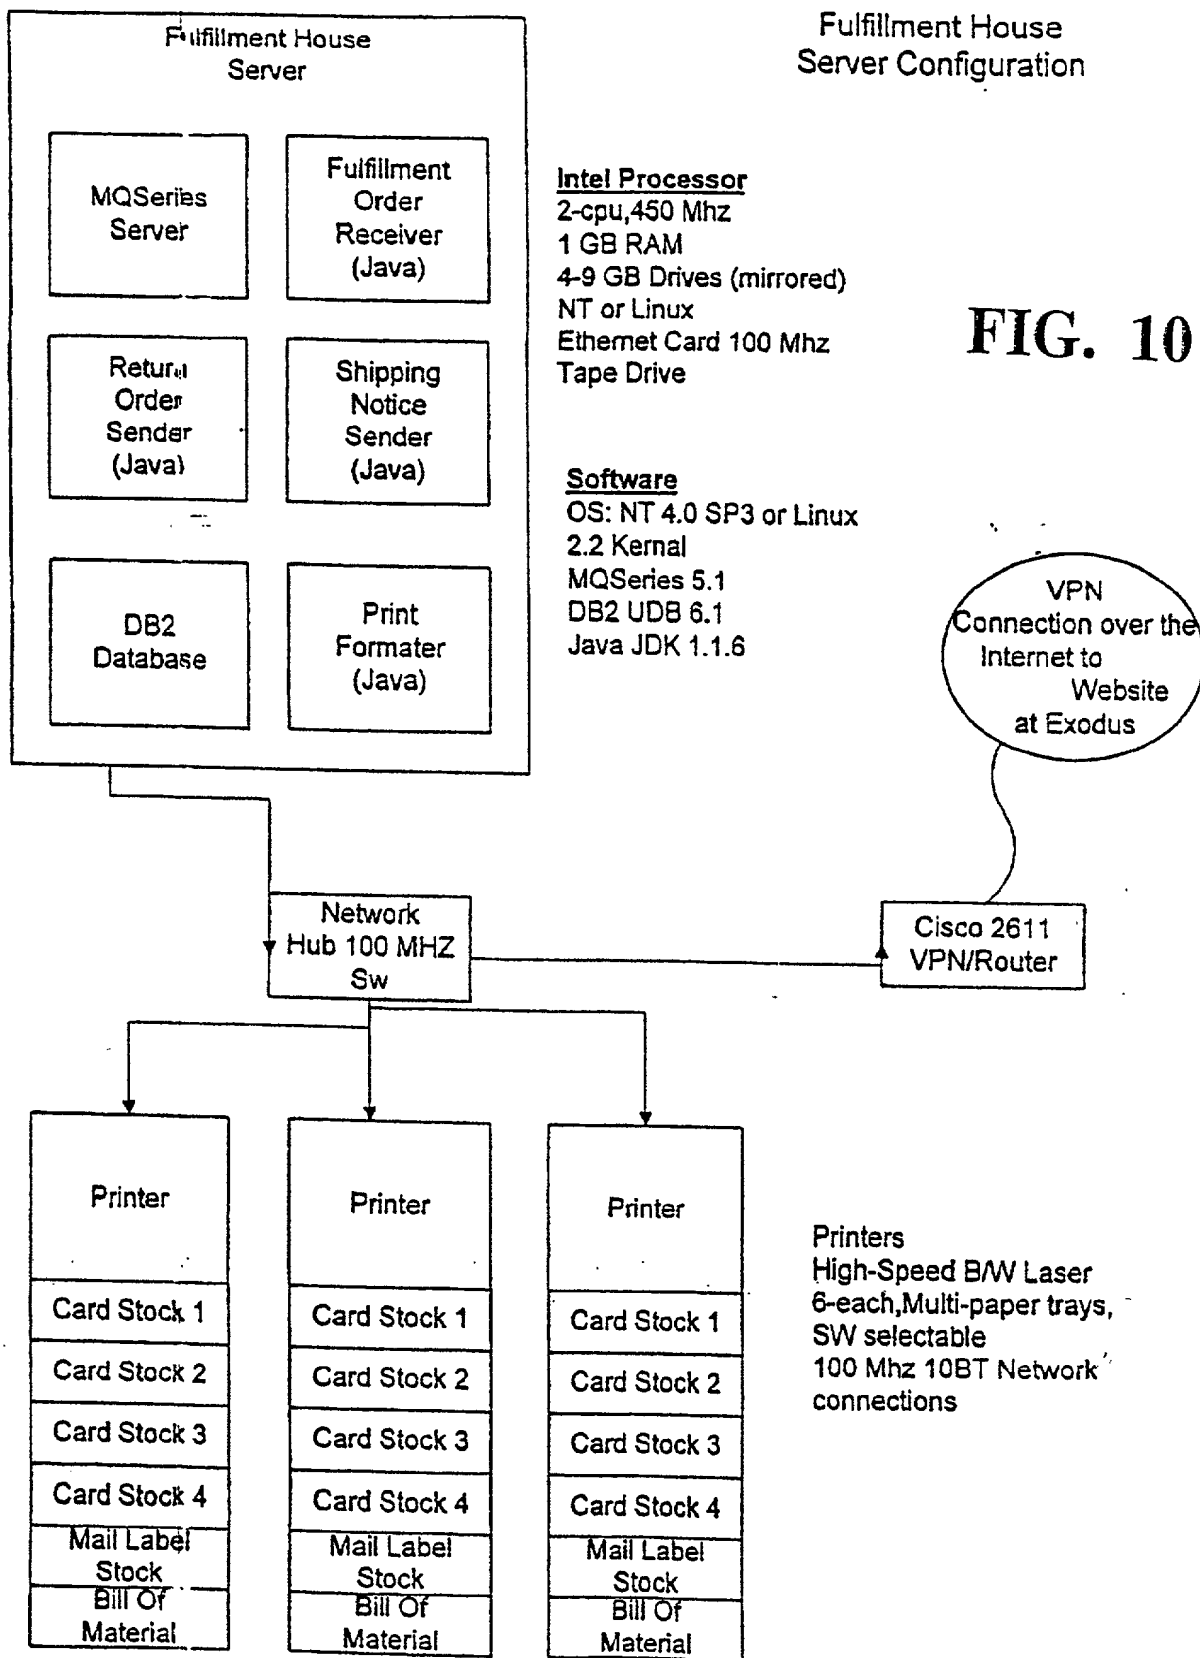 Fulfillment House
Server
Fulfillment House
Server Configuration
MQSeries
Server
Fulfillment
Order
Receiver
(Java)
Return
Order
Sender
(Java)
Shipping
Notice
Sender
(Java)
DB2
Database
Print
Formater
(Java)
Intel Processor
2-cpu,450 Mhz
1 GB RAM
4-9 GB Drives (mirrored)
NT or Linux
Ethernet Card 100 Mhz
Tape Drive
FIG. 10
Software
OS: NT 4.0 SP3 or Linux
2.2 Kernal
MQSeries 5.1
DB2 UDB 6.1
Java JDK 1.1.6
VPN
Connection over the
Internet to
Website
at Exodus
Network
Hub 100 MHZ
Sw
Cisco 2611
VPN/Router
Printer
Card Stock 1
Card Stock 2
Card Stock 3
Card Stock 4
Mail Label
Stock
Bill Of
Material
Printer
Card Stock 1
Card Stock 2
Card Stock 3
Card Stock 4
Mail Label
Stock
Bill Of
Material
Printer
Card Stock 1
Card Stock 2
Card Stock 3
Card Stock 4
Mail Label
Stock
Bill Of
Material
Printers
High-Speed B/W Laser
6-each,Multi-paper trays,
SW selectable
100 Mhz 10BT Network
connections